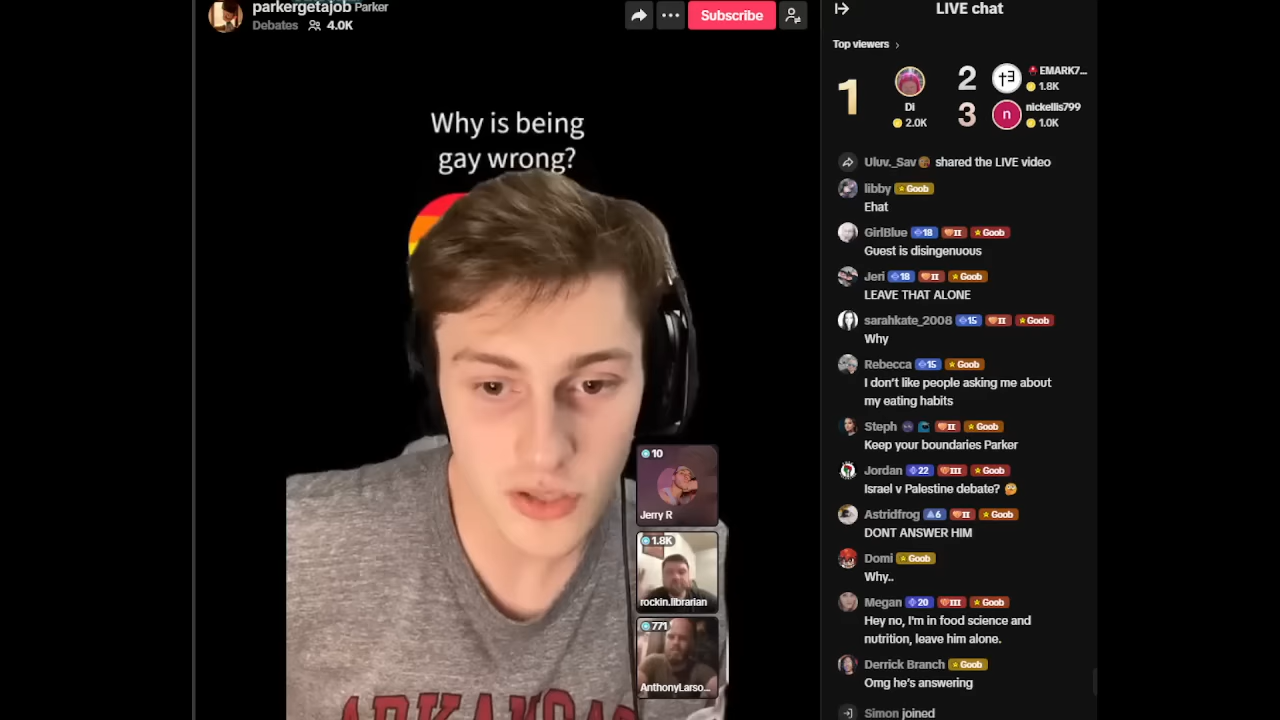 parkergetajob Parker
Debates 4.0K
Subscribe
Why is being
gay wrong?
10
Jerry R
1.8K
rockin.librarian
771
AnthonyLarso...
ARKANSAS
LIVE chat
Top viewers
1
Di
2.0K
2
†3
EMARK7...
1.8K
3
n
nickellis799
1.0K
Uluv._Sav shared the LIVE video
libby Goob
Ehat
GirlBlue 18 II Goob
Guest is disingenuous
Jeri 18 II Goob
LEAVE THAT ALONE
sarahkate_2008 15 II Goob
Why
Rebecca 15 Goob
I don't like people asking me about
my eating habits
Steph II Goob
Keep your boundaries Parker
Jordan 22 III Goob
Israel v Palestine debate?
Astridfrog 6 II Goob
DONT ANSWER HIM
Domi Goob
Why..
Megan 20 III Goob
Hey no, I'm in food science and
nutrition, leave him alone.
Derrick Branch Goob
Omg he's answering
Simon joined